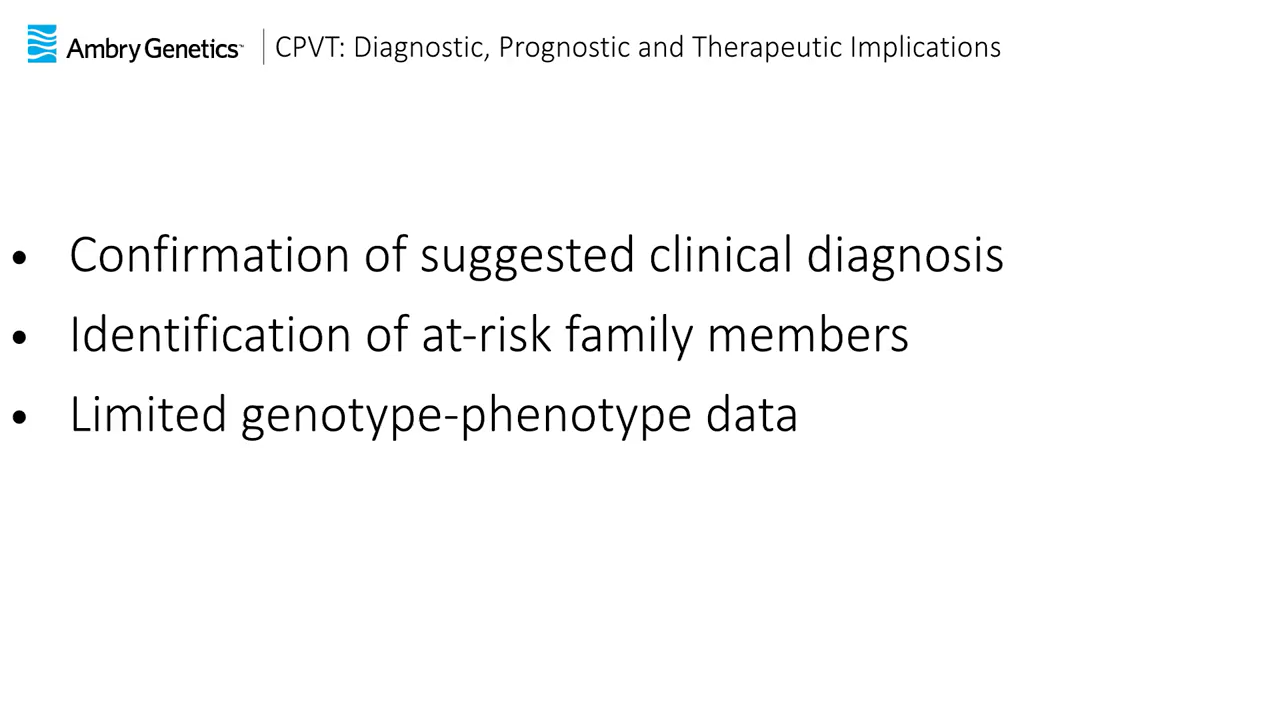 Ambry Genetics™ CPVT: Diagnostic, Prognostic and Therapeutic Implications
• Confirmation of suggested clinical diagnosis
• Identification of at-risk family members
• Limited genotype-phenotype data